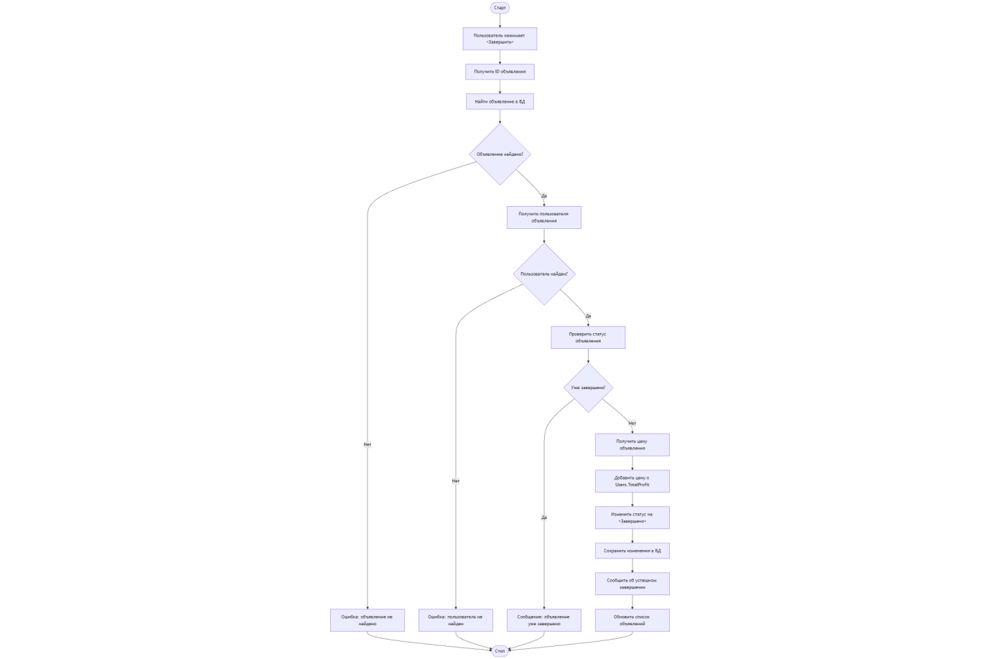 Старт
Пользователь нажимает
«Завершить»
Получить ID объявления
Найти объявление в БД
Объявление найдено?
Да
Получить пользователя
объявления
Пользователь найден?
Да
Проверить статус
объявления
Уже завершено?
Нет
Получить цену
объявления
Нет
Добавить цену к
Users.TotalProfit
Нет
Изменить статус на
«Завершено»
Да
Сохранить изменения в БД
Сообщить об успешном
завершении
Ошибка: объявление не
найдено
Ошибка: пользователь не
найден
Сообщение: объявление
уже завершено
Обновить список
объявлений
Стоп